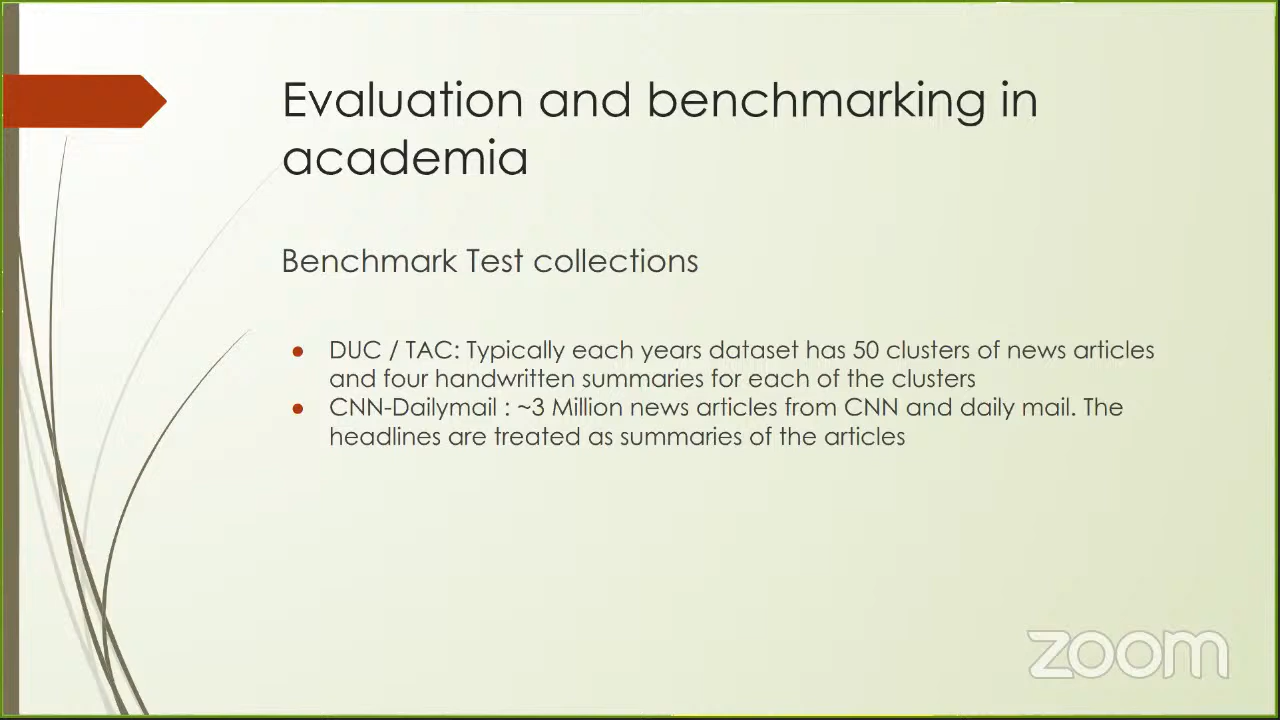 Evaluation and benchmarking in
academia
Benchmark Test collections
● DUC / TAC: Typically each years dataset has 50 clusters of news articles
and four handwritten summaries for each of the clusters
● CNN-Dailymail : ~3 Million news articles from CNN and daily mail. The
headlines are treated as summaries of the articles
zoom